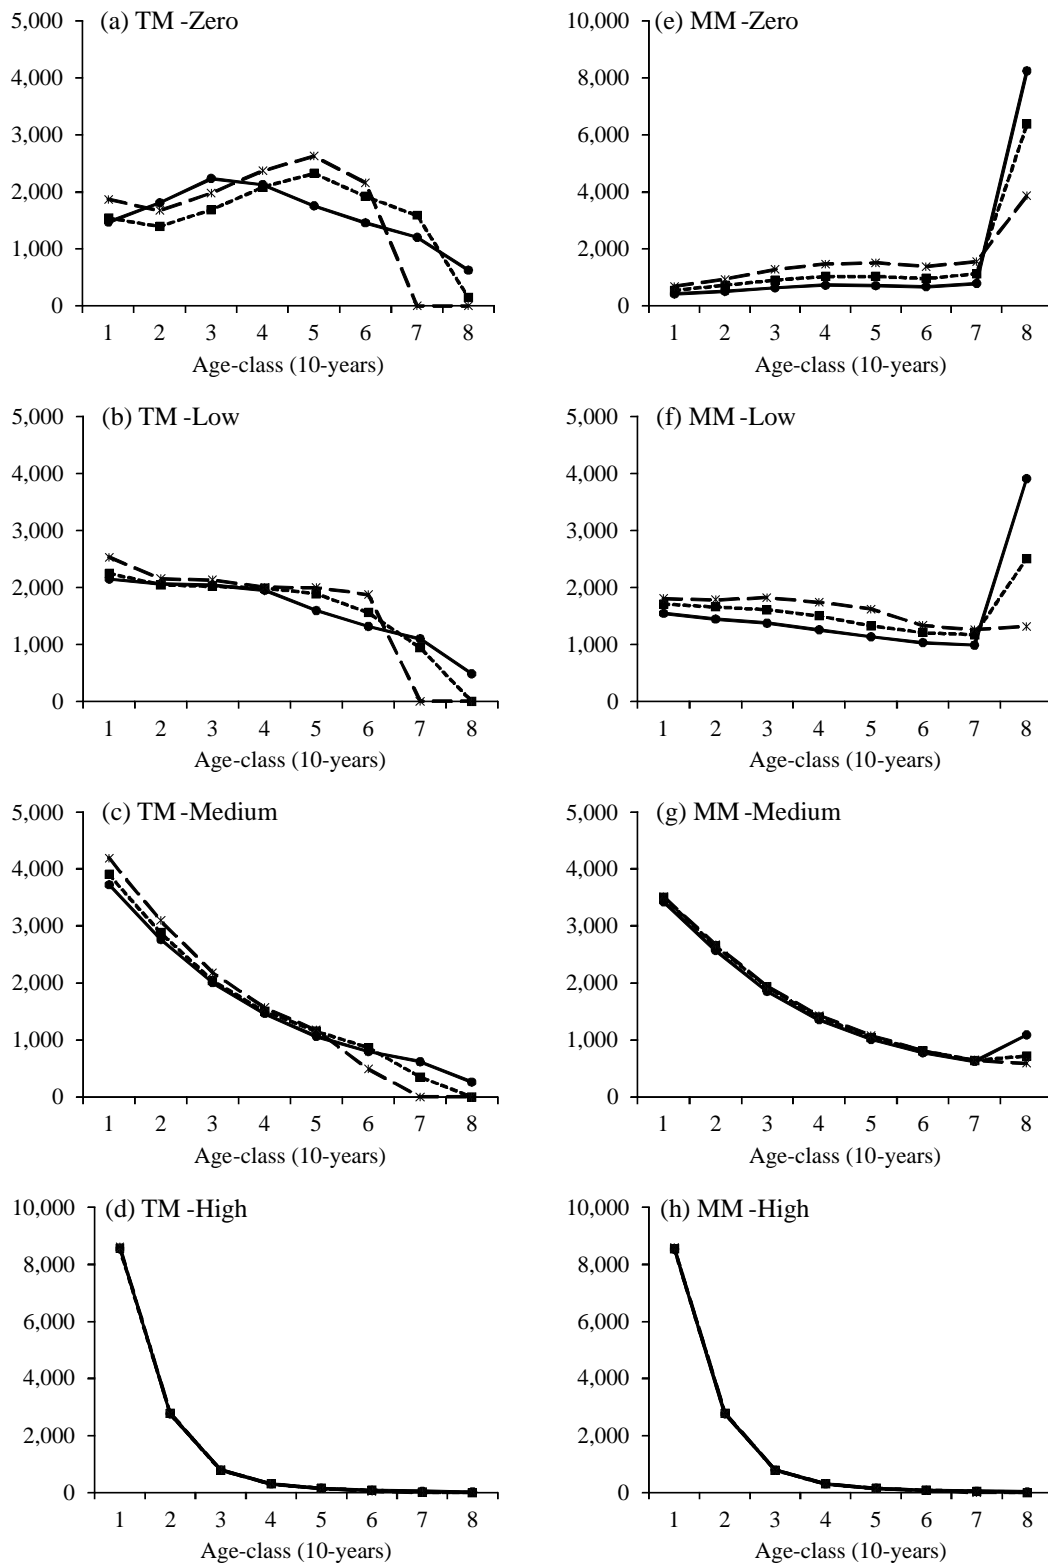 (a) TM -Zero
5,000
4,000
3,000
2,000
1,000
0
1 2 3 4 5 6 7 8
Age-class (10-years)
(e) MM -Zero
10,000
8,000
6,000
4,000
2,000
0
1 2 3 4 5 6 7 8
Age-class (10-years)
(b) TM -Low
5,000
4,000
3,000
2,000
1,000
0
1 2 3 4 5 6 7 8
Age-class (10-years)
(f) MM -Low
5,000
4,000
3,000
2,000
1,000
0
1 2 3 4 5 6 7 8
Age-class (10-years)
(c) TM -Medium
5,000
4,000
3,000
2,000
1,000
0
1 2 3 4 5 6 7 8
Age-class (10-years)
(g) MM -Medium
5,000
4,000
3,000
2,000
1,000
0
1 2 3 4 5 6 7 8
Age-class (10-years)
(d) TM -High
10,000
8,000
6,000
4,000
2,000
0
1 2 3 4 5 6 7 8
Age-class (10-years)
(h) MM -High
10,000
8,000
6,000
4,000
2,000
0
1 2 3 4 5 6 7 8
Age-class (10-years)